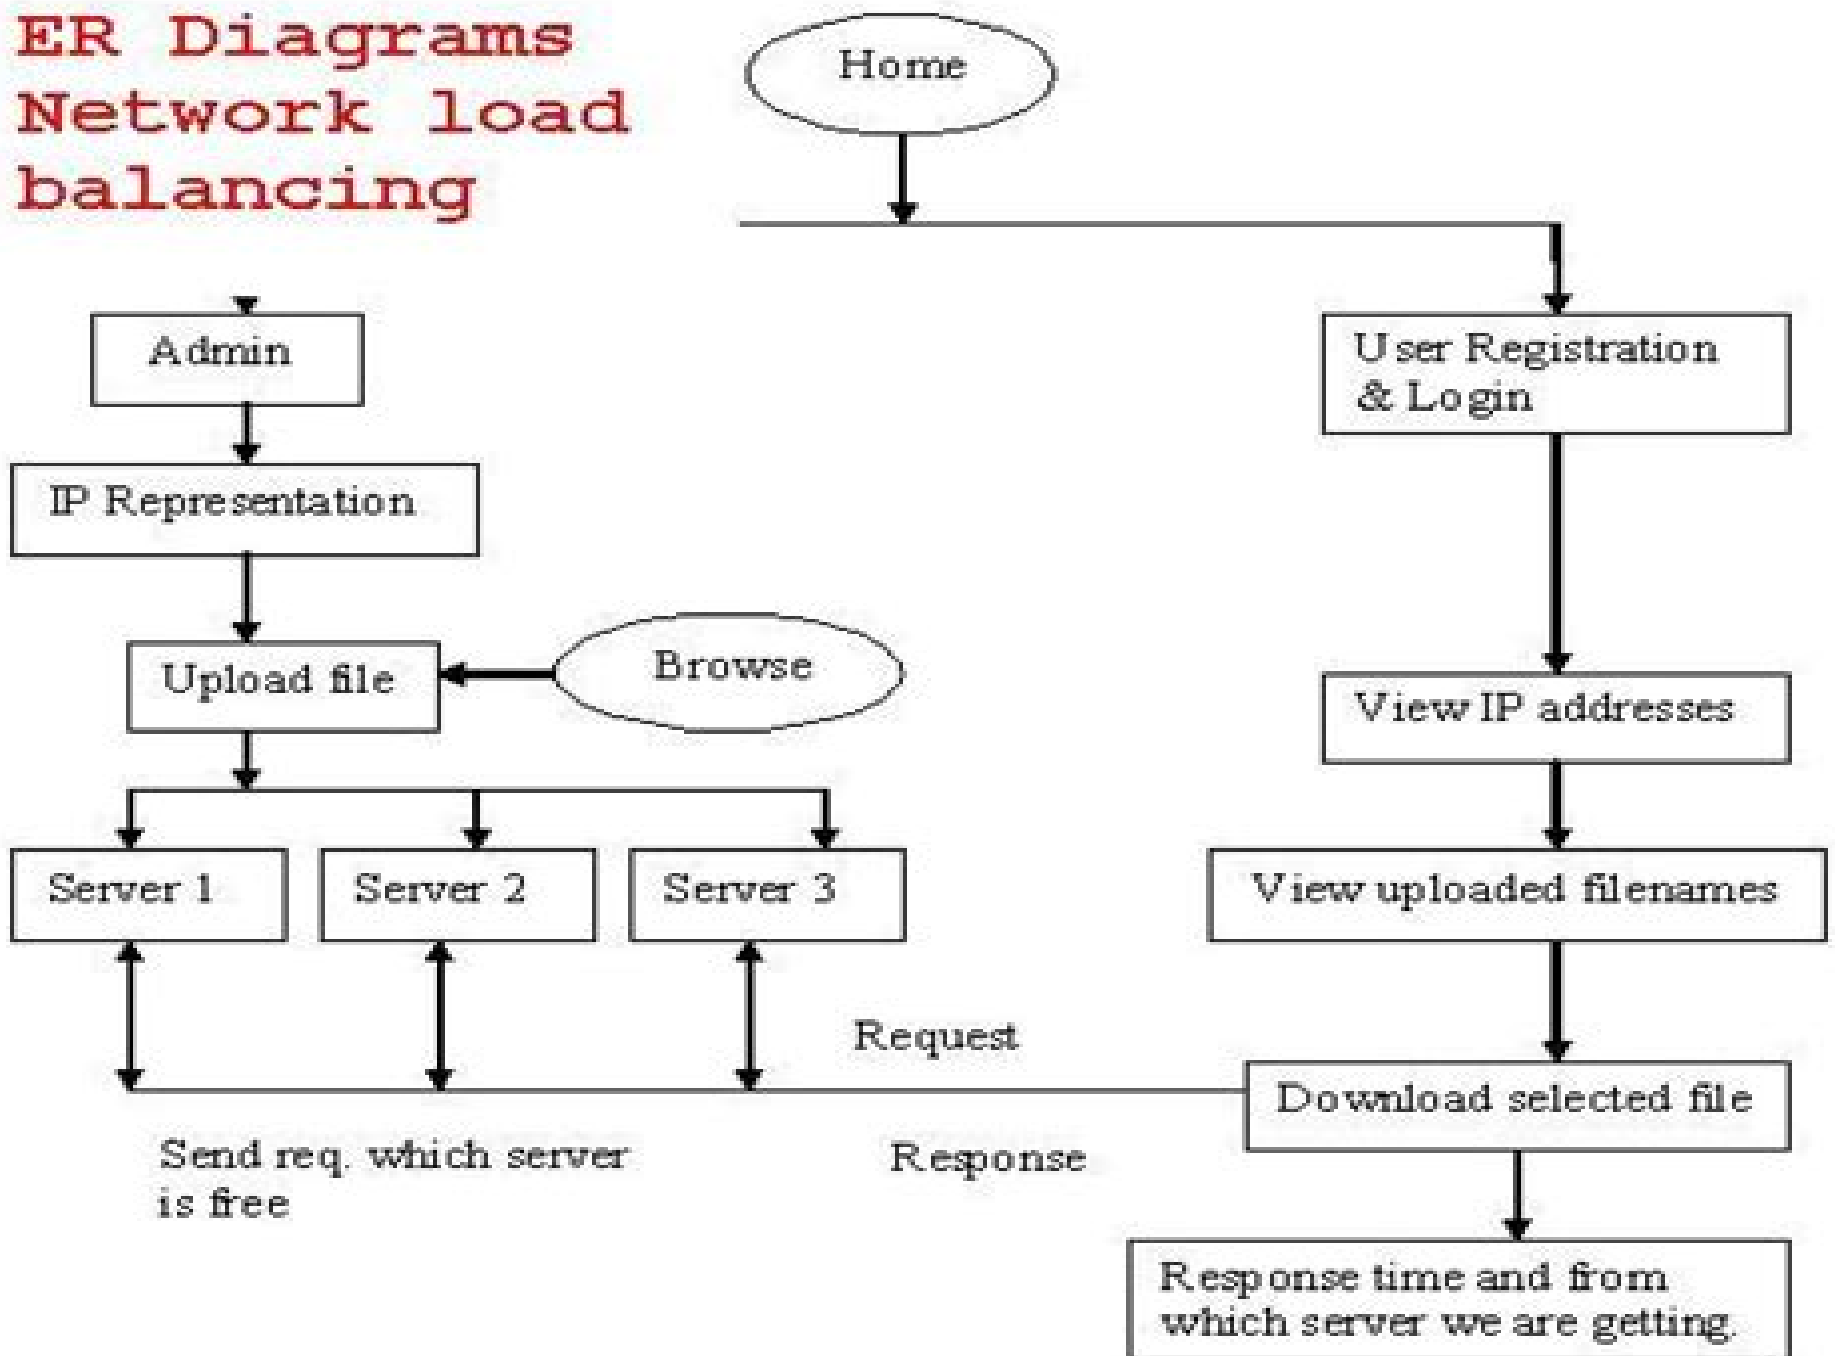 ER Diagrams
Network load
balancing
Home
Admin
User Registration
& Login
IP Representation
Upload file
Browse
View IP addresses
Server 1
Server 2
Server 3
View uploaded filenames
Request
Download selected file
Send req. which server
is free
Response
Response time and from
which server we are getting.